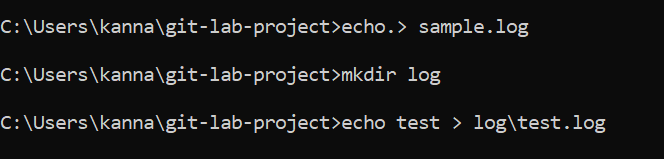 C:\Users\kanna\git-lab-project>echo.> sample.log
C:\Users\kanna\git-lab-project>mkdir log
C:\Users\kanna\git-lab-project>echo test > log\test.log